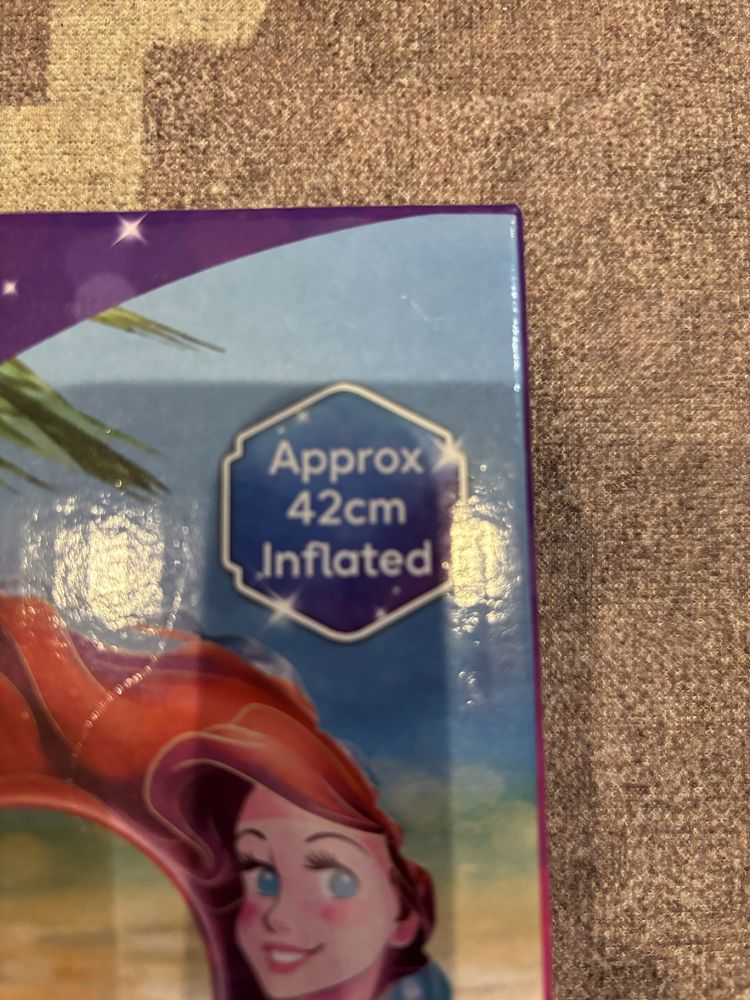 Approx
42cm
Inflated